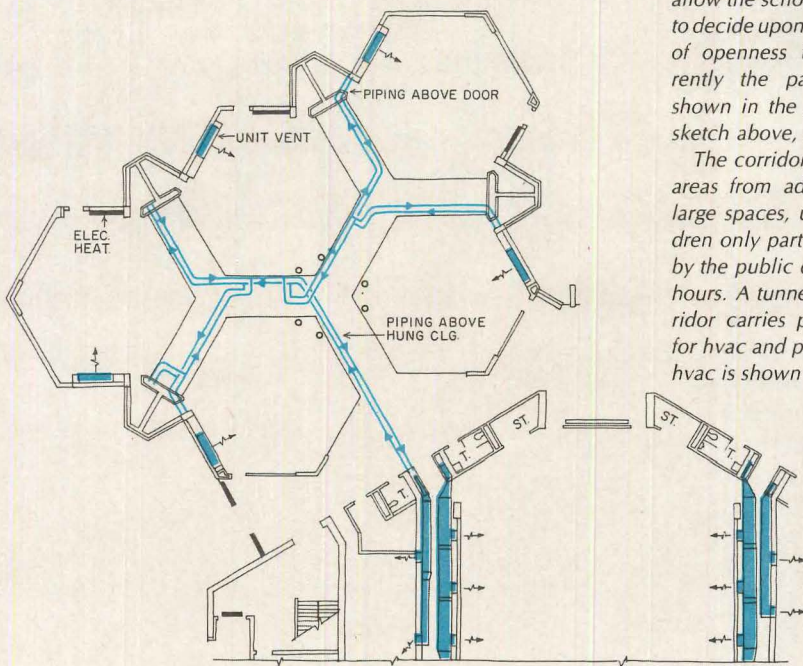 PIPING ABOVE DOOR
UNIT VENT
ELEC.
HEAT.
PIPING ABOVE
HUNG CLG.
ST.
T.
T.
ST.
T.
T.
allow the scho
to decide upon
of openness
rently the pa
shown in the
sketch above,
The corridor
areas from ad
large spaces, u
dren only part
by the public
hours. A tunne
ridor carries p
for hvac and p
hvac is shown